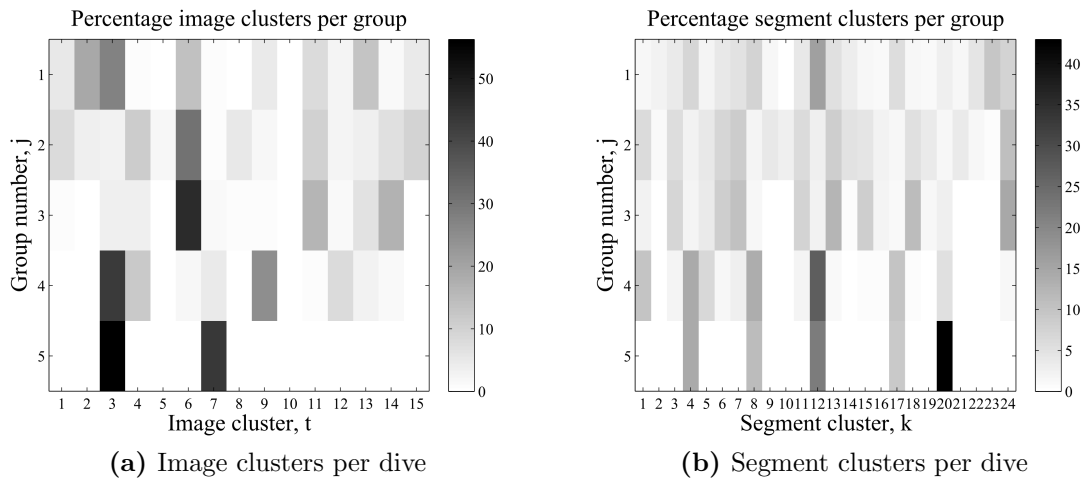 Percentage image clusters per group
Group number, j
1
2
3
4
5
1 2 3 4 5 6 7 8 9 10 11 12 13 14 15
Image cluster, t
50
40
30
20
10
0
(a) Image clusters per dive
Percentage segment clusters per group
Group number, j
1
2
3
4
5
1 2 3 4 5 6 7 8 9 10 11 12 13 14 15 16 17 18 19 20 21 22 23 24
Segment cluster, k
40
35
30
25
20
15
10
5
0
(b) Segment clusters per dive